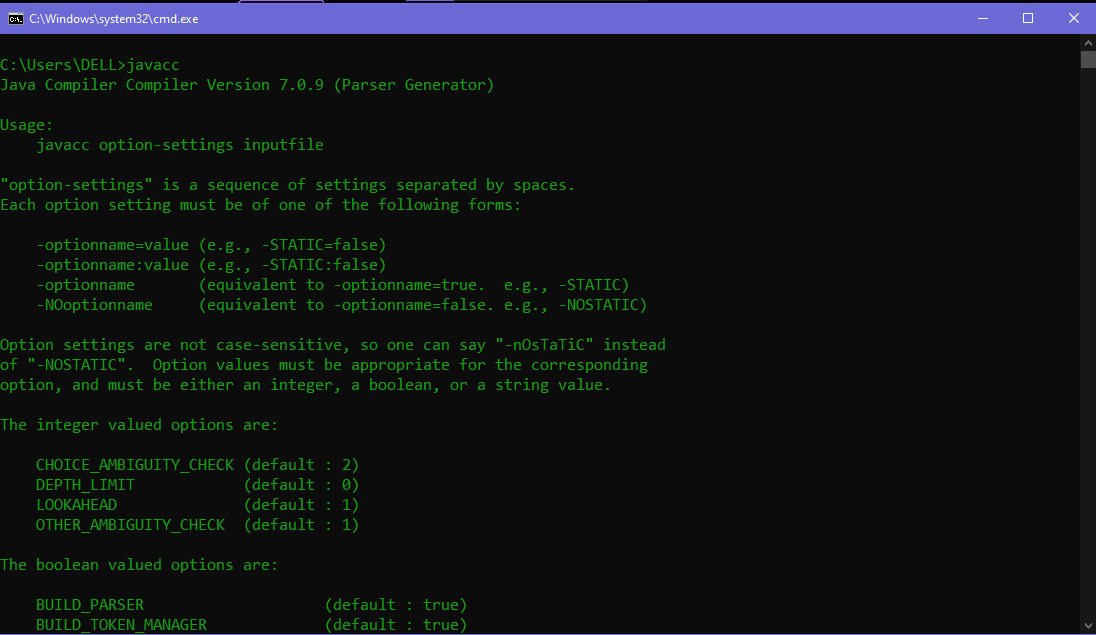 C:\Windows\system32\cmd.exe
C:\Users\DELL>javacc
Java Compiler Compiler Version 7.0.9 (Parser Generator)
Usage:
javacc option-settings inputfile
"option-settings" is a sequence of settings separated by spaces.
Each option setting must be of one of the following forms:
-optionname=value (e.g., -STATIC=false)
-optionname:value (e.g., -STATIC:false)
-optionname       (equivalent to -optionname=true.  e.g., -STATIC)
-NOoptionname     (equivalent to -optionname=false. e.g., -NOSTATIC)
Option settings are not case-sensitive, so one can say "-nOsTaTiC" instead
of "-NOSTATIC".  Option values must be appropriate for the corresponding
option, and must be either an integer, a boolean, or a string value.
The integer valued options are:
CHOICE_AMBIGUITY_CHECK (default : 2)
DEPTH_LIMIT            (default : 0)
LOOKAHEAD              (default : 1)
OTHER_AMBIGUITY_CHECK  (default : 1)
The boolean valued options are:
BUILD_PARSER                    (default : true)
BUILD_TOKEN_MANAGER             (default : true)